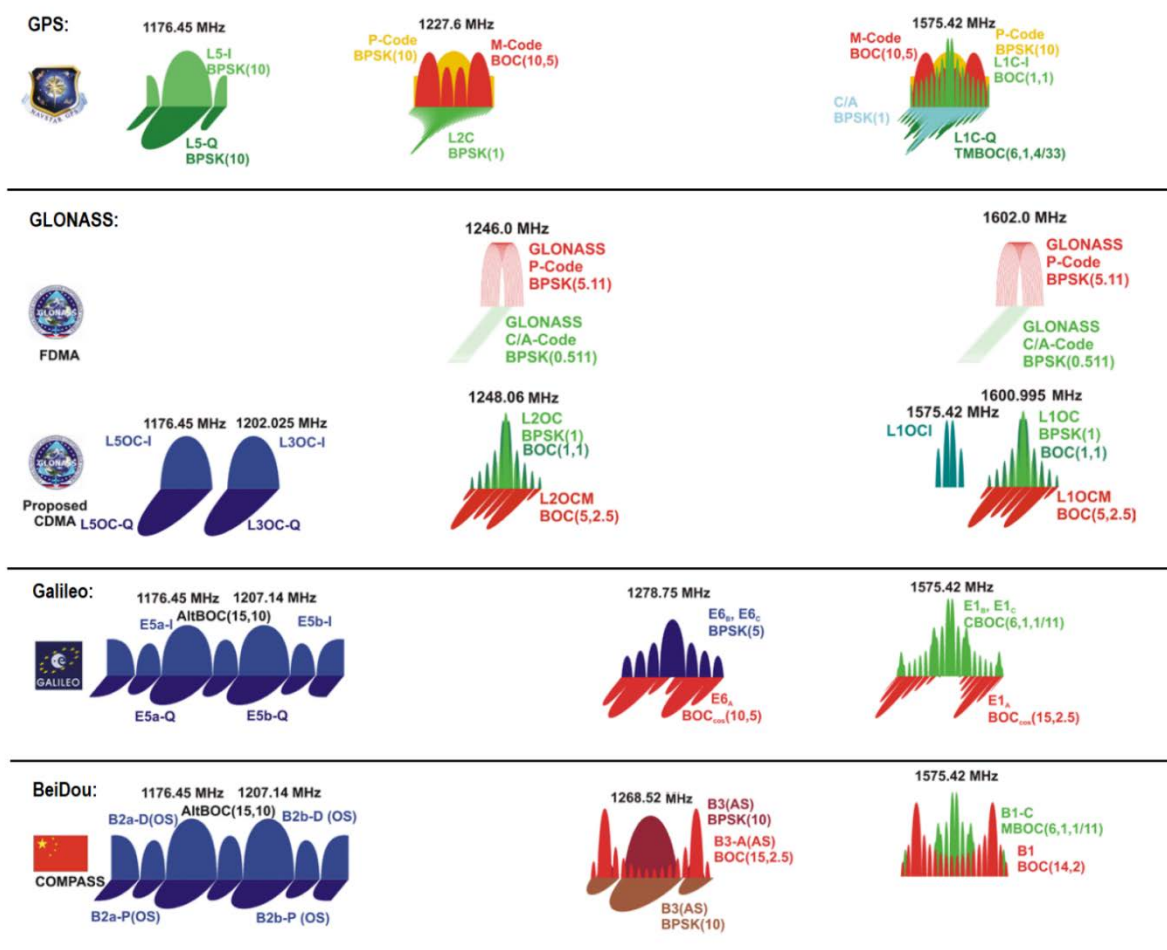 GPS:
1176.45 MHz
L5-I
BPSK(10)
L5-Q
BPSK(10)
1227.6 MHz
P-Code
BPSK(10)
M-Code
BOC(10,5)
L2C
BPSK(1)
1575.42 MHz
M-Code
BOC(10,5)
P-Code
BPSK(10)
L1C-I
BOC(1,1)
C/A
BPSK(1)
L1C-Q
TMBOC(6,1,4/33)
NAVSTAR GPS
GLONASS:
GLONASS
FDMA
1246.0 MHz
GLONASS
P-Code
BPSK(5.11)
GLONASS
C/A-Code
BPSK(0.511)
1602.0 MHz
GLONASS
P-Code
BPSK(5.11)
GLONASS
C/A-Code
BPSK(0.511)
GLONASS
Proposed
CDMA
1176.45 MHz
L5OC-I
L5OC-Q
1202.025 MHz
L3OC-I
L3OC-Q
1248.06 MHz
L2OC
BPSK(1)
BOC(1,1)
L2OCM
BOC(5,2.5)
1575.42 MHz
L1OCI
1600.995 MHz
L1OC
BPSK(1)
BOC(1,1)
L1OCM
BOC(5,2.5)
Galileo:
GALILEO
1176.45 MHz 1207.14 MHz
AltBOC(15,10)
E5a-I
E5b-I
E5a-Q
E5b-Q
1278.75 MHz
E6B, E6C
BPSK(5)
E6A
BOCcos(10,5)
1575.42 MHz
E1B, E1C
CBOC(6,1,1/11)
E1A
BOCcos(15,2.5)
BeiDou:
COMPASS
1176.45 MHz 1207.14 MHz
AltBOC(15,10)
B2a-D(OS)
B2b-D (OS)
B2a-P(OS)
B2b-P (OS)
1268.52 MHz
B3(AS)
BPSK(10)
B3-A(AS)
BOC(15,2.5)
B3(AS)
BPSK(10)
1575.42 MHz
B1-C
MBOC(6,1,1/11)
B1
BOC(14,2)